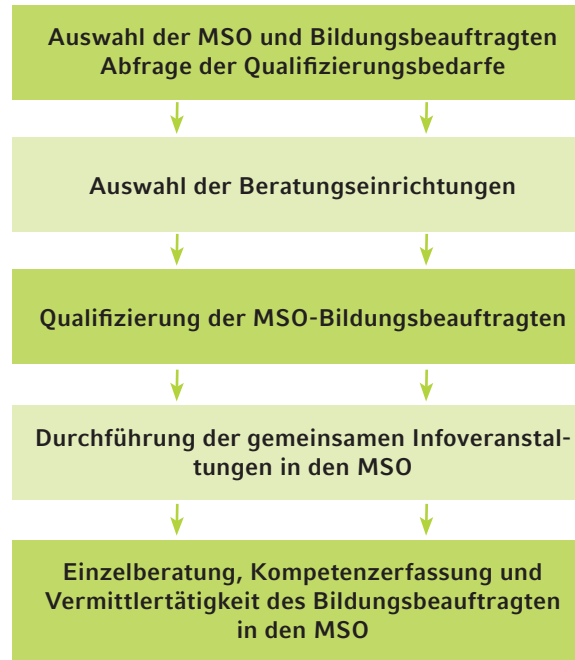 Auswahl der MSO und Bildungsbeauftragten
Abfrage der Qualifizierungsbedarfe
Auswahl der Beratungseinrichtungen
Qualifizierung der MSO-Bildungsbeauftragten
Durchführung der gemeinsamen Infoveranstal-
tungen in den MSO
Einzelberatung, Kompetenzerfassung und
Vermittlertätigkeit des Bildungsbeauftragten
in den MSO